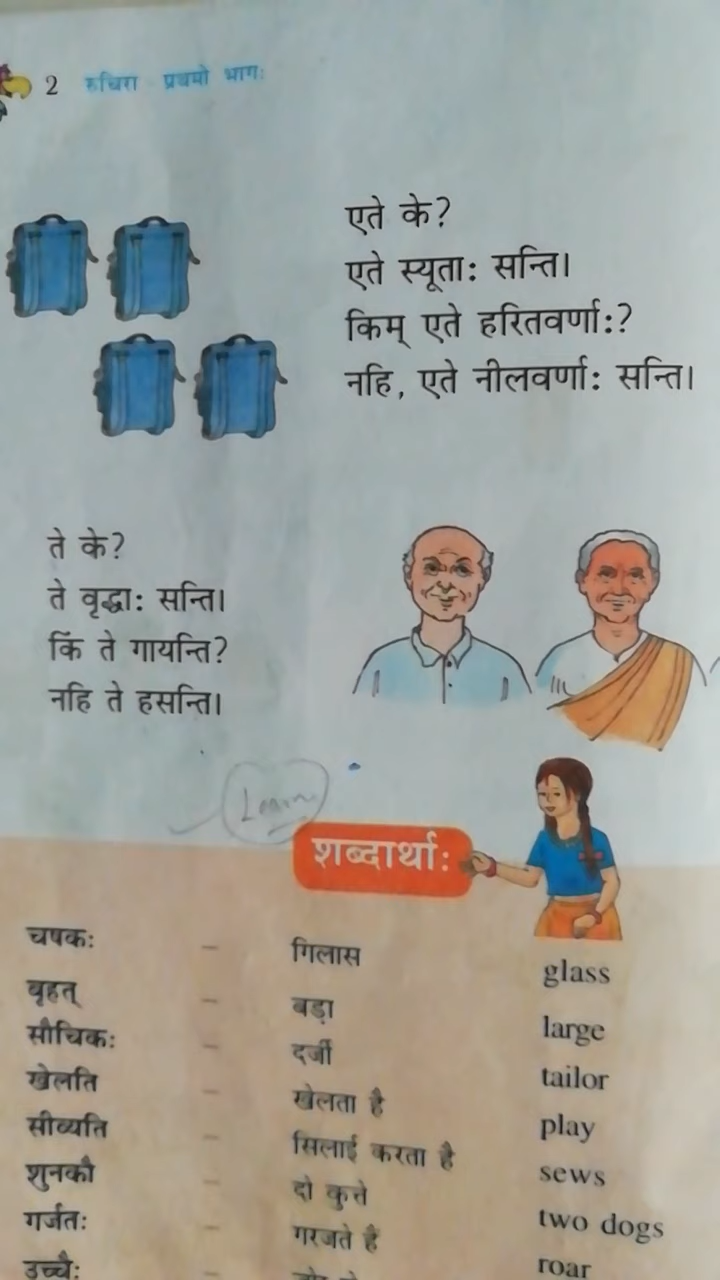 2 रुचिरा प्रथमो भागः
एते के?
एते स्यूताः सन्ति।
किम् एते हरितवर्णाः?
नहि, एते नीलवर्णाः सन्ति।
ते के?
ते वृद्धाः सन्ति।
किं ते गायन्ति?
नहि ते हसन्ति।
Learn
शब्दार्थाः
चषकः – गिलास glass
बृहत् – बड़ा large
सौचिकः – दर्जी tailor
खेलति – खेलता है play
सीव्यति – सिलाई करता है sews
शुनकौ – दो कुत्ते two dogs
गर्जतः – गरजते है roar
उच्चैः